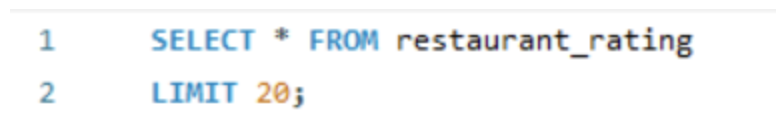 1 SELECT * FROM restaurant_rating
2 LIMIT 20;